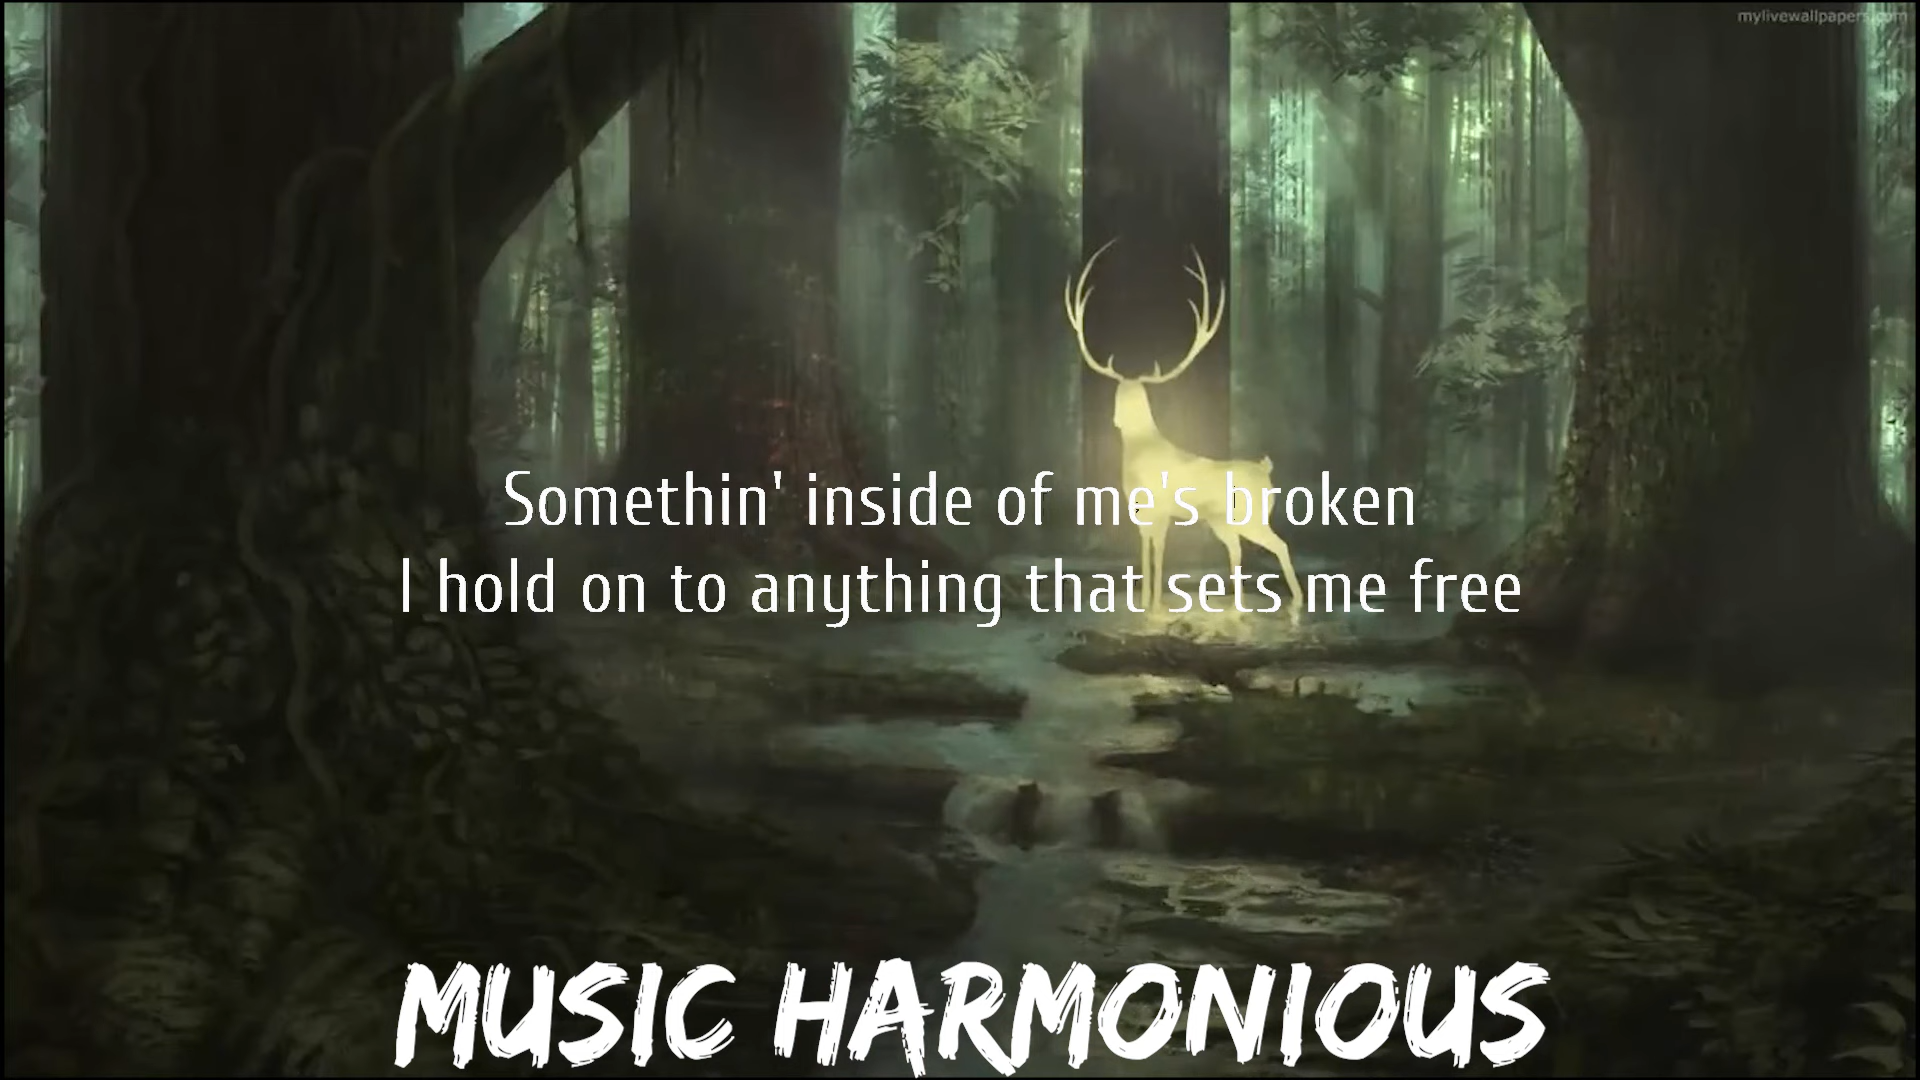 mylivewallpapers.com
Somethin' inside of me's broken
I hold on to anything that sets me free
MUSIC HARMONIOUS